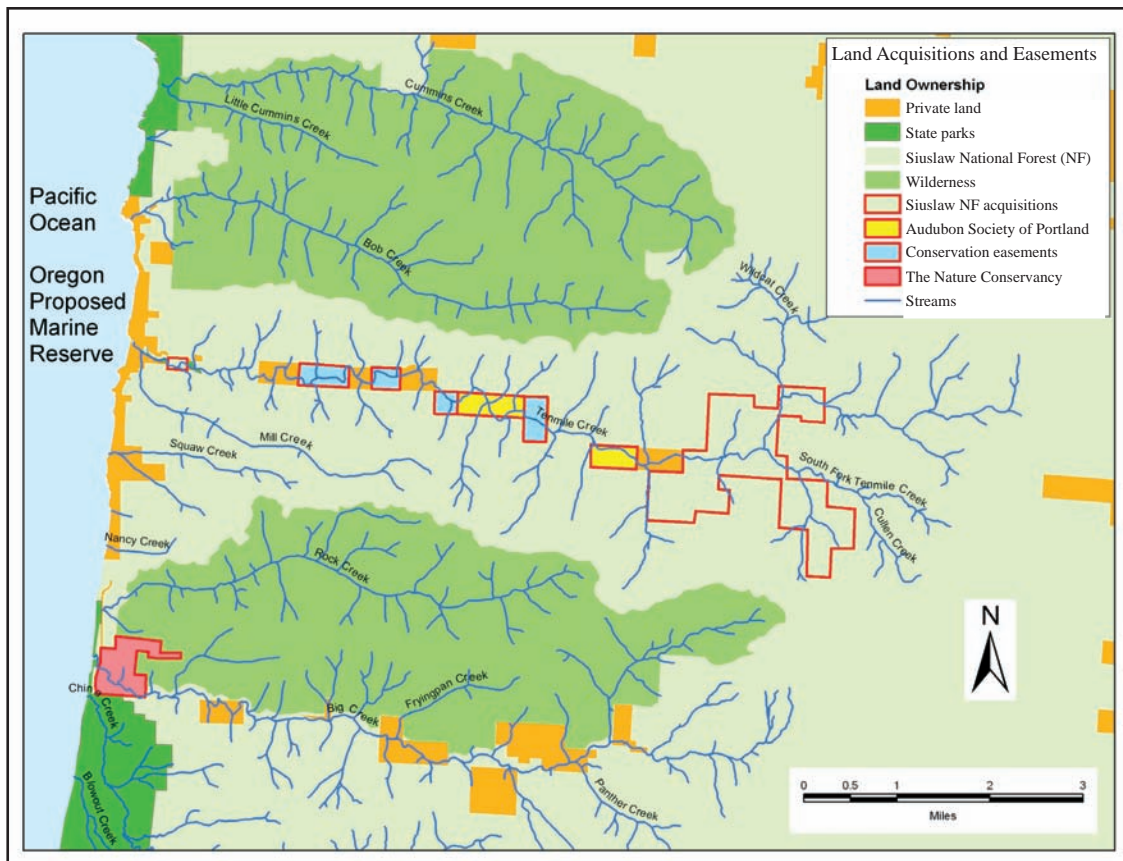 Land Acquisitions and Easements
Land Ownership
Private land
State parks
Siuslaw National Forest (NF)
Wilderness
Siuslaw NF acquisitions
Audubon Society of Portland
Conservation easements
The Nature Conservancy
Streams
Cummins Creek
Little Cummins Creek
Pacific
Ocean
Bob Creek
Wildcat Creek
Oregon
Proposed
Marine
Reserve
Tenmile Creek
Mill Creek
Squaw Creek
South Fork Tenmile Creek
Cullen Creek
Nancy Creek
Rock Creek
N
Fryingpan Creek
China Creek
Big Creek
Panther Creek
Blowout Creek
0 0.5 1 2 3
Miles